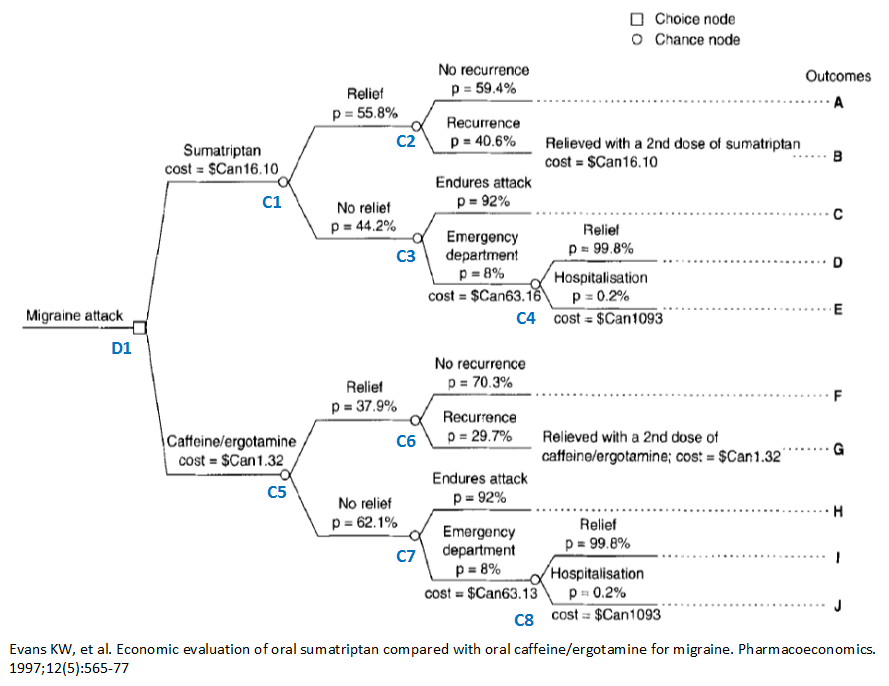 Choice node
Chance node
Outcomes
Migraine attack
D1
Sumatriptan
cost = $Can16.10
C1
Relief
p = 55.8%
C2
No recurrence
p = 59.4%
A
Recurrence
p = 40.6%
Relieved with a 2nd dose of sumatriptan
cost = $Can16.10
B
No relief
p = 44.2%
C3
Endures attack
p = 92%
C
Emergency
department
p = 8%
cost = $Can63.16
C4
Relief
p = 99.8%
D
Hospitalisation
p = 0.2%
cost = $Can1093
E
Caffeine/ergotamine
cost = $Can1.32
C5
Relief
p = 37.9%
C6
No recurrence
p = 70.3%
F
Recurrence
p = 29.7%
Relieved with a 2nd dose of
caffeine/ergotamine; cost = $Can1.32
G
No relief
p = 62.1%
C7
Endures attack
p = 92%
H
Emergency
department
p = 8%
cost = $Can63.13
C8
Relief
p = 99.8%
I
Hospitalisation
p = 0.2%
cost = $Can1093
J
Evans KW, et al. Economic evaluation of oral sumatriptan compared with oral caffeine/ergotamine for migraine. Pharmacoeconomics.
1997;12(5):565-77